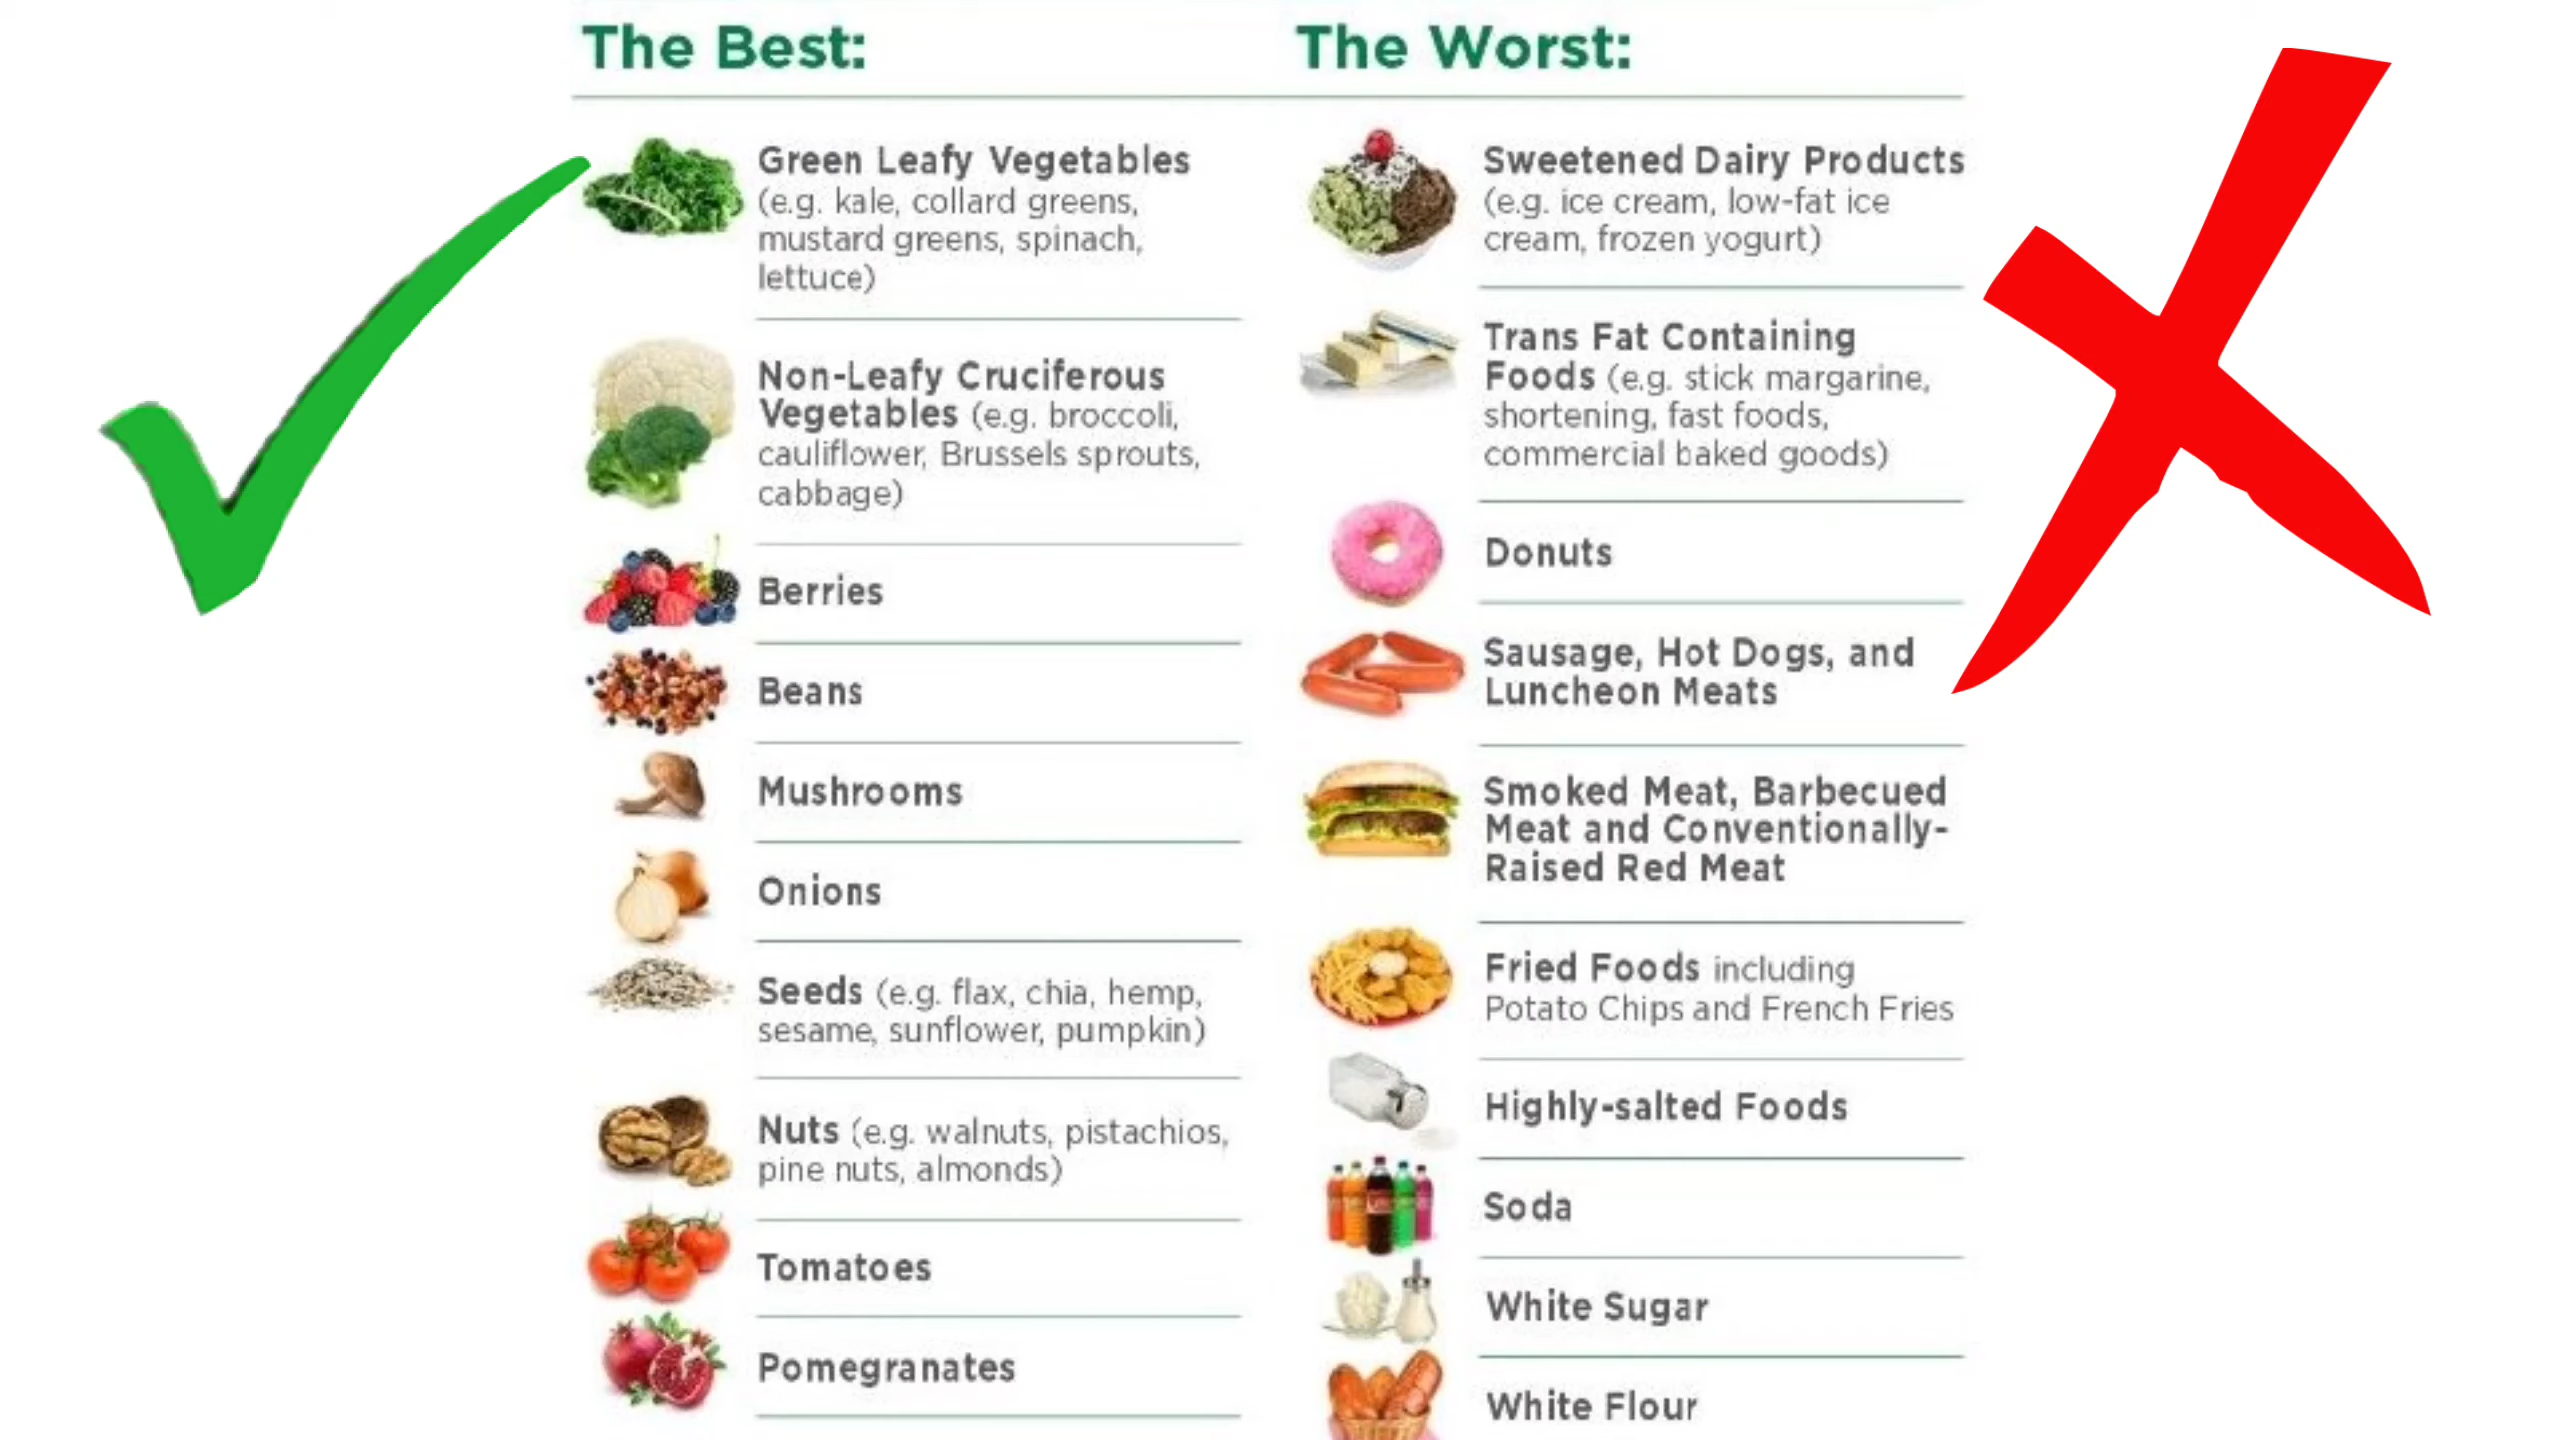 The Best:
Green Leafy Vegetables
(e.g. kale, collard greens,
mustard greens, spinach,
lettuce)
Non-Leafy Cruciferous
Vegetables (e.g. broccoli,
cauliflower, Brussels sprouts,
cabbage)
Berries
Beans
Mushrooms
Onions
Seeds (e.g. flax, chia, hemp,
sesame, sunflower, pumpkin)
Nuts (e.g. walnuts, pistachios,
pine nuts, almonds)
Tomatoes
Pomegranates
The Worst:
Sweetened Dairy Products
(e.g. ice cream, low-fat ice
cream, frozen yogurt)
Trans Fat Containing
Foods (e.g. stick margarine,
shortening, fast foods,
commercial baked goods)
Donuts
Sausage, Hot Dogs, and
Luncheon Meats
Smoked Meat, Barbecued
Meat and Conventionally-
Raised Red Meat
Fried Foods including
Potato Chips and French Fries
Highly-salted Foods
Soda
White Sugar
White Flour